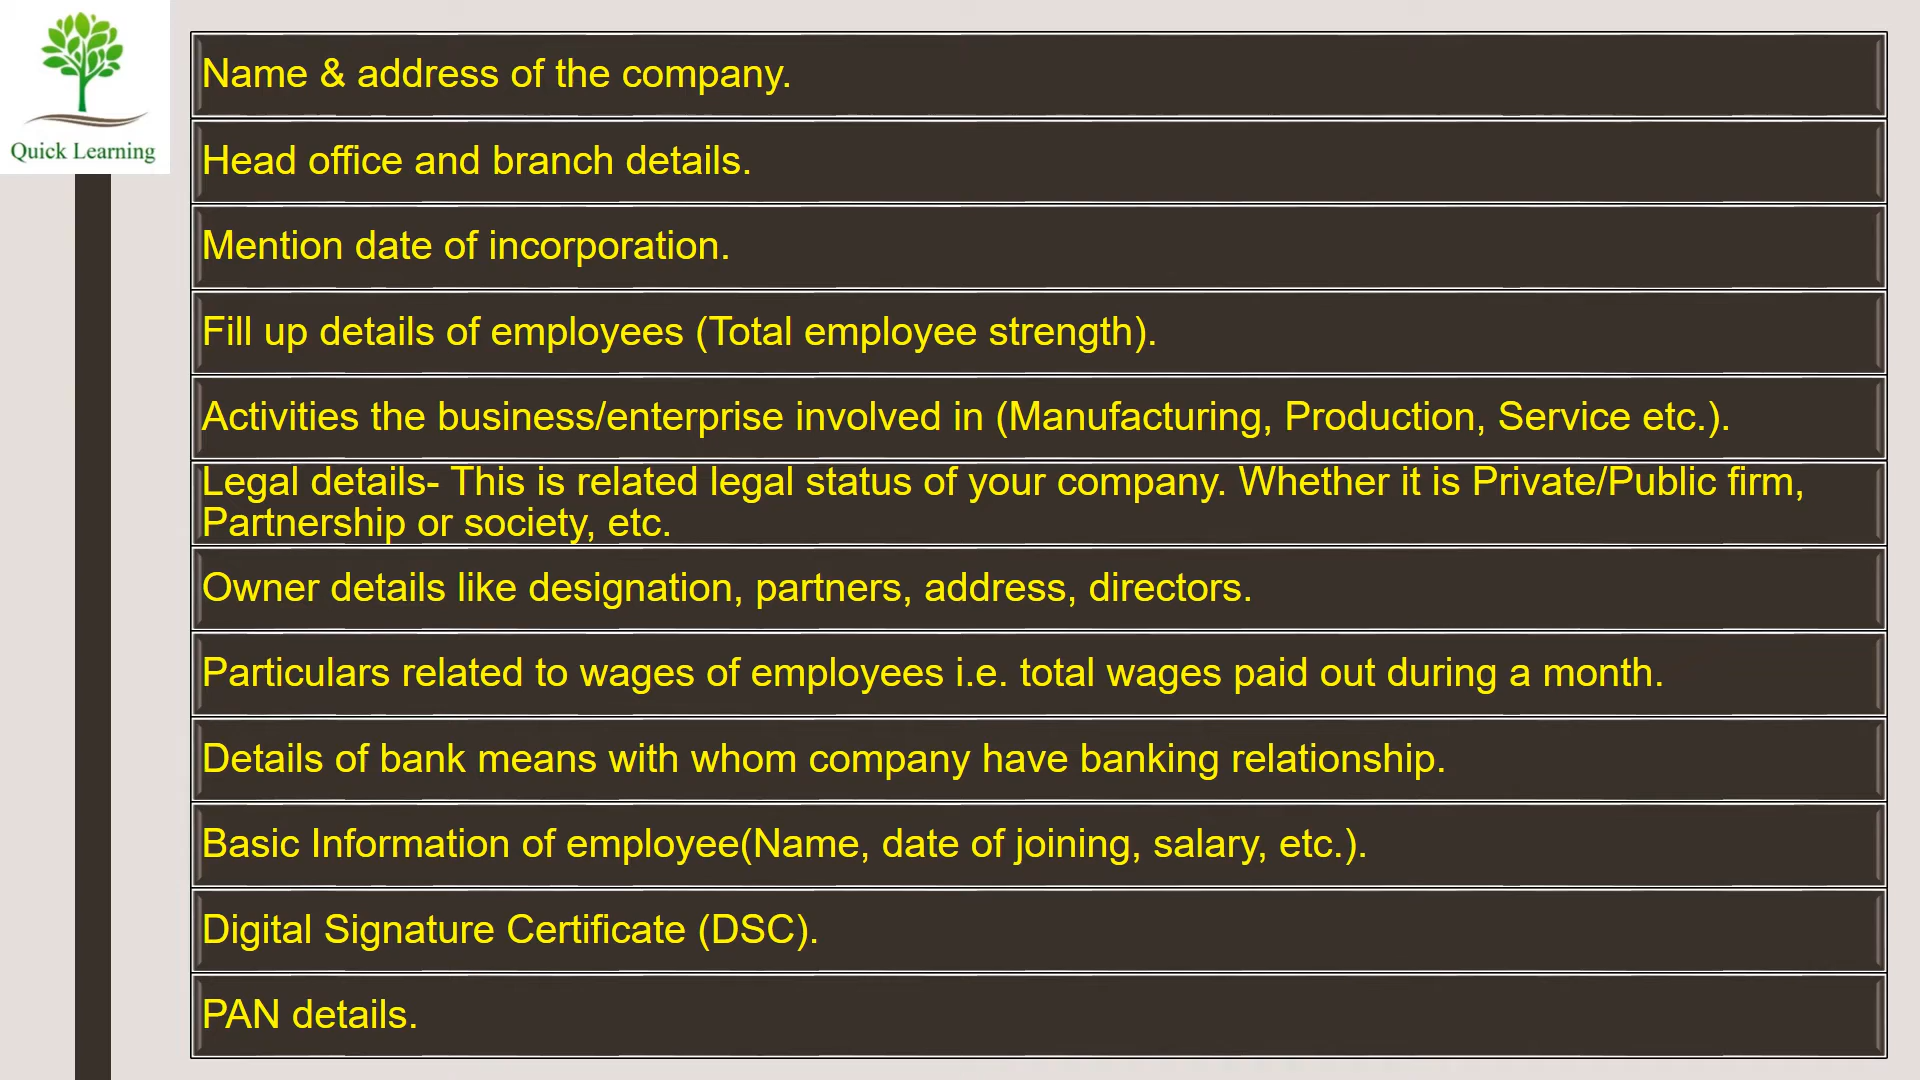 Quick Learning
Name & address of the company.
Head office and branch details.
Mention date of incorporation.
Fill up details of employees (Total employee strength).
Activities the business/enterprise involved in (Manufacturing, Production, Service etc.).
Legal details- This is related legal status of your company. Whether it is Private/Public firm,
Partnership or society, etc.
Owner details like designation, partners, address, directors.
Particulars related to wages of employees i.e. total wages paid out during a month.
Details of bank means with whom company have banking relationship.
Basic Information of employee(Name, date of joining, salary, etc.).
Digital Signature Certificate (DSC).
PAN details.